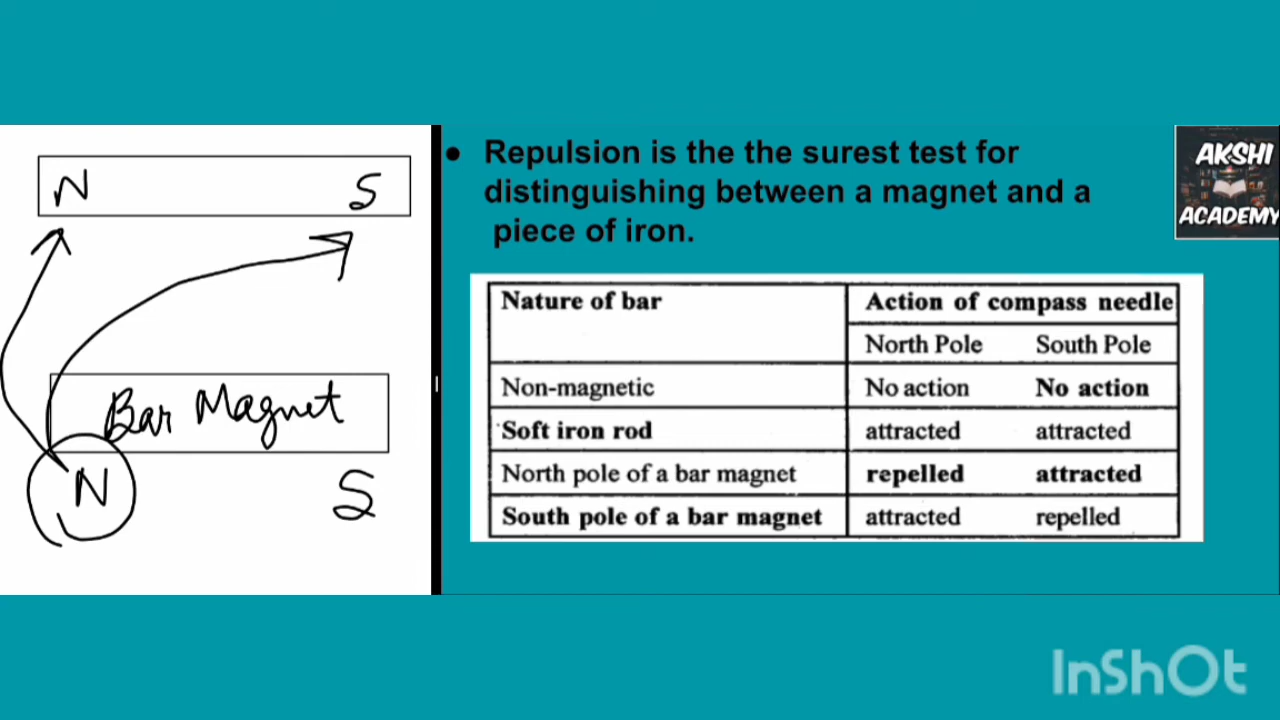 N S
Bar Magnet
N S
● Repulsion is the the surest test for
distinguishing between a magnet and a
piece of iron.
AKSHI
ACADEMY
Nature of bar Action of compass needle
North Pole South Pole
Non-magnetic No action No action
Soft iron rod attracted attracted
North pole of a bar magnet repelled attracted
South pole of a bar magnet attracted repelled
InShOt